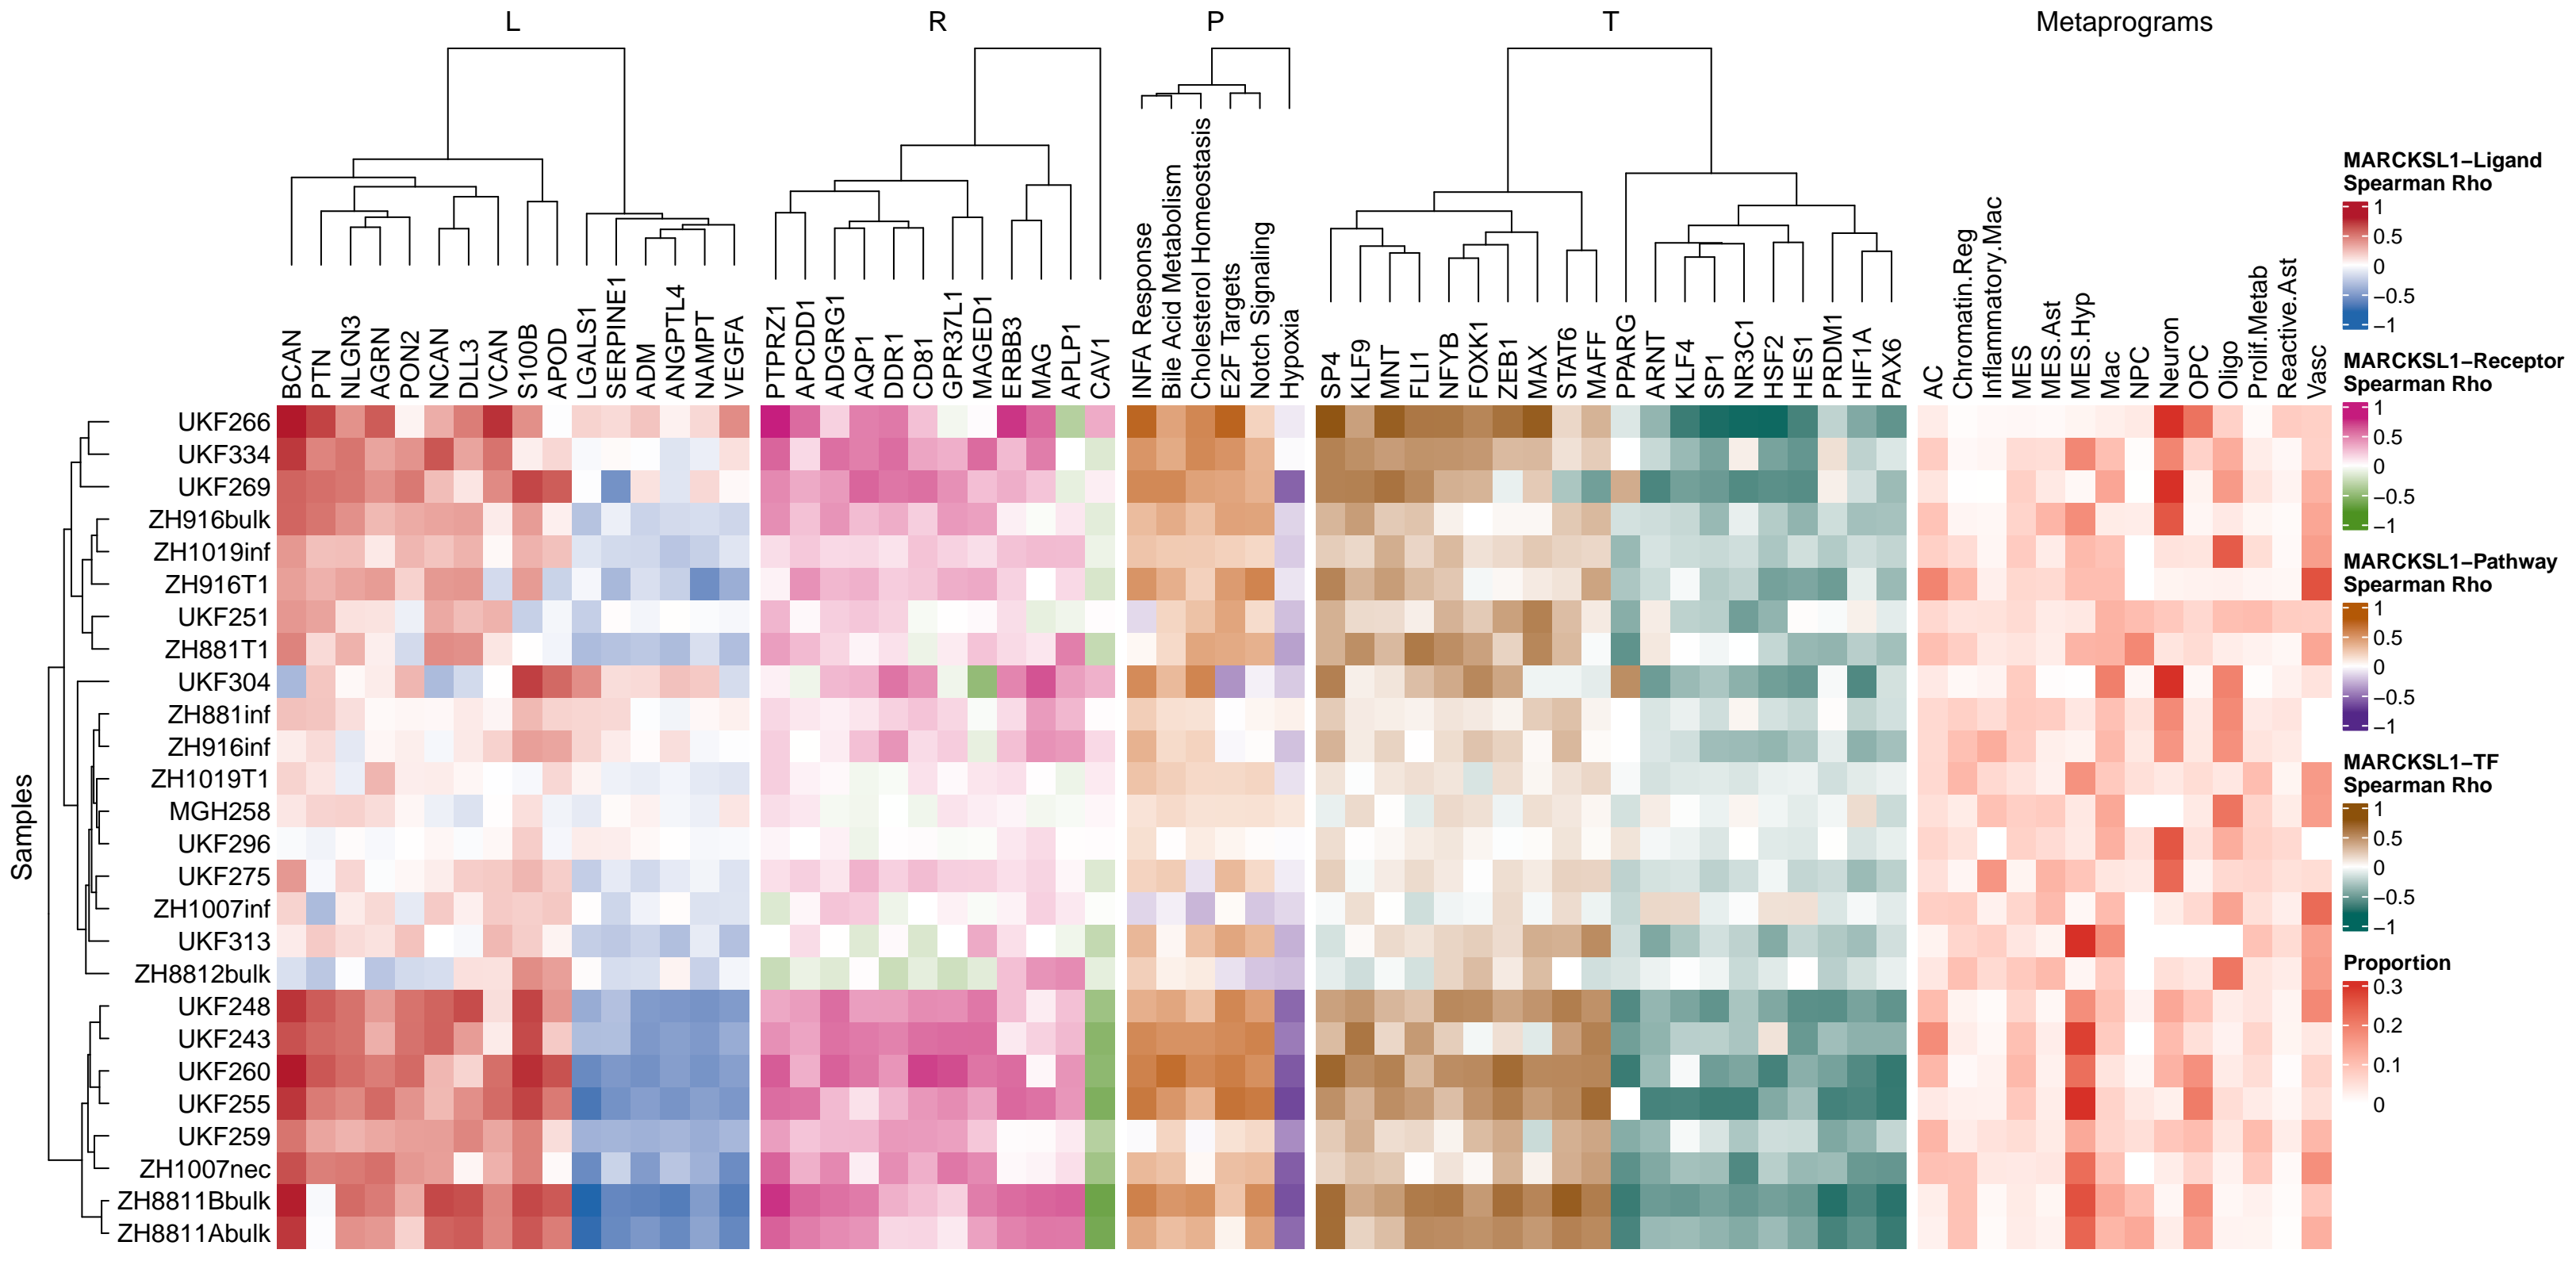 L R P T Metaprograms
BCAN
PTN
NLGN3
AGRN
PON2
NCAN
DLL3
VCAN
S100B
APOD
LGALS1
SERPINE1
ADM
ANGPTL4
NAMPT
VEGFA
PTPRZ1
APCDD1
ADGRG1
AQP1
DDR1
CD81
GPR37L1
MAGED1
ERBB3
MAG
APLP1
CAV1
INFA Response
Bile Acid Metabolism
Cholesterol Homeostasis
E2F Targets
Notch Signaling
Hypoxia
SP4
KLF9
MNT
FLI1
NFYB
FOXK1
ZEB1
MAX
STAT6
MAFF
PPARG
ARNT
KLF4
SP1
NR3C1
HSF2
HES1
PRDM1
HIF1A
PAX6
AC
Chromatin.Reg
Inflammatory.Mac
MES
MES.Ast
MES.Hyp
Mac
NPC
Neuron
OPC
Oligo
Prolif.Metab
Reactive.Ast
Vasc
Samples
UKF266
UKF334
UKF269
ZH916bulk
ZH1019inf
ZH916T1
UKF251
ZH881T1
UKF304
ZH881inf
ZH916inf
ZH1019T1
MGH258
UKF296
UKF275
ZH1007inf
UKF313
ZH8812bulk
UKF248
UKF243
UKF260
UKF255
UKF259
ZH1007nec
ZH8811Bbulk
ZH8811Abulk
MARCKSL1−Ligand
Spearman Rho
1
0.5
0
−0.5
−1
MARCKSL1−Receptor
Spearman Rho
1
0.5
0
−0.5
−1
MARCKSL1−Pathway
Spearman Rho
1
0.5
0
−0.5
−1
MARCKSL1−TF
Spearman Rho
1
0.5
0
−0.5
−1
Proportion
0.3
0.2
0.1
0